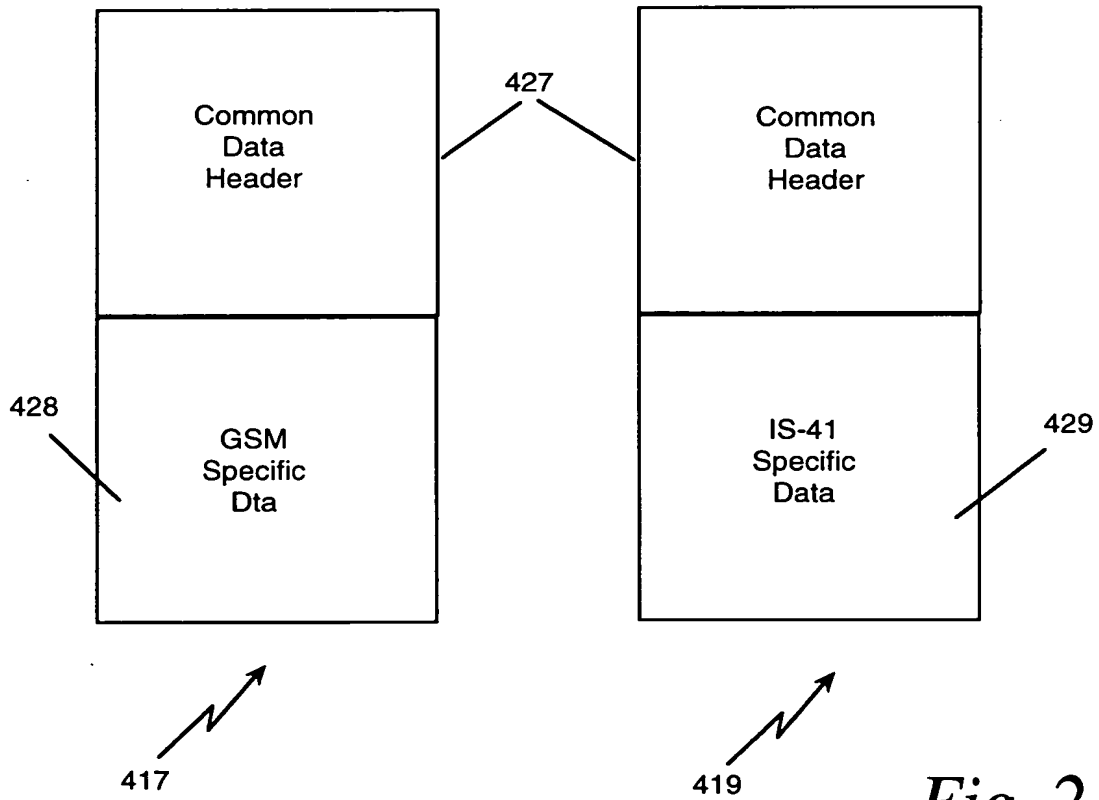 427
Common
Data
Header
Common
Data
Header
428
GSM
Specific
Dta
IS-41
Specific
Data
429
417
419
Fig. 2